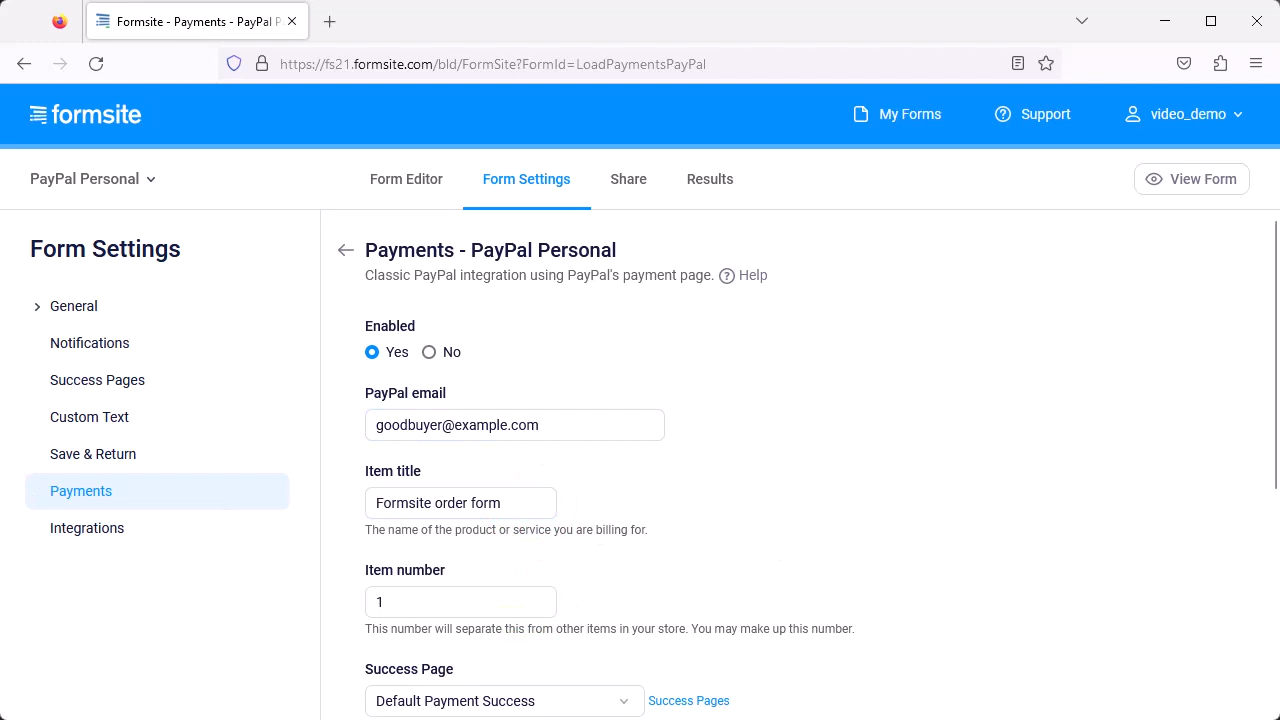 Formsite - Payments - PayPal P
https://fs21.formsite.com/bld/FormSite?FormId=LoadPaymentsPayPal
formsite
My Forms
Support
video_demo
PayPal Personal
Form Editor
Form Settings
Share
Results
View Form
Form Settings
General
Notifications
Success Pages
Custom Text
Save & Return
Payments
Integrations
Payments - PayPal Personal
Classic PayPal integration using PayPal's payment page. ? Help
Enabled
Yes No
PayPal email
goodbuyer@example.com
Item title
Formsite order form
The name of the product or service you are billing for.
Item number
1
This number will separate this from other items in your store. You may make up this number.
Success Page
Default Payment Success
Success Pages